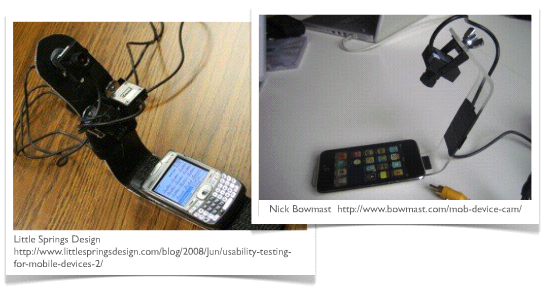 Nick Bowmast http://www.bowmast.com/mob-device-cam/
Little Springs Design
http://www.littlespringsdesign.com/blog/2008/Jun/usability-testing-
for-mobile-devices-2/